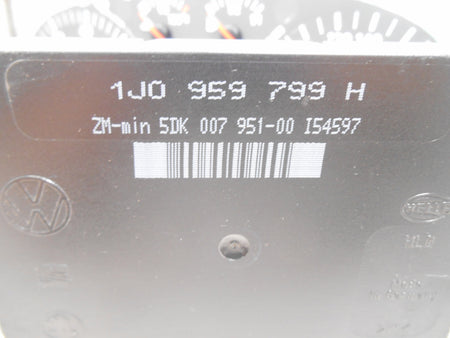 1J0 959 799 H
ZM-min 5DK 007 951-00 I54597
HELLA